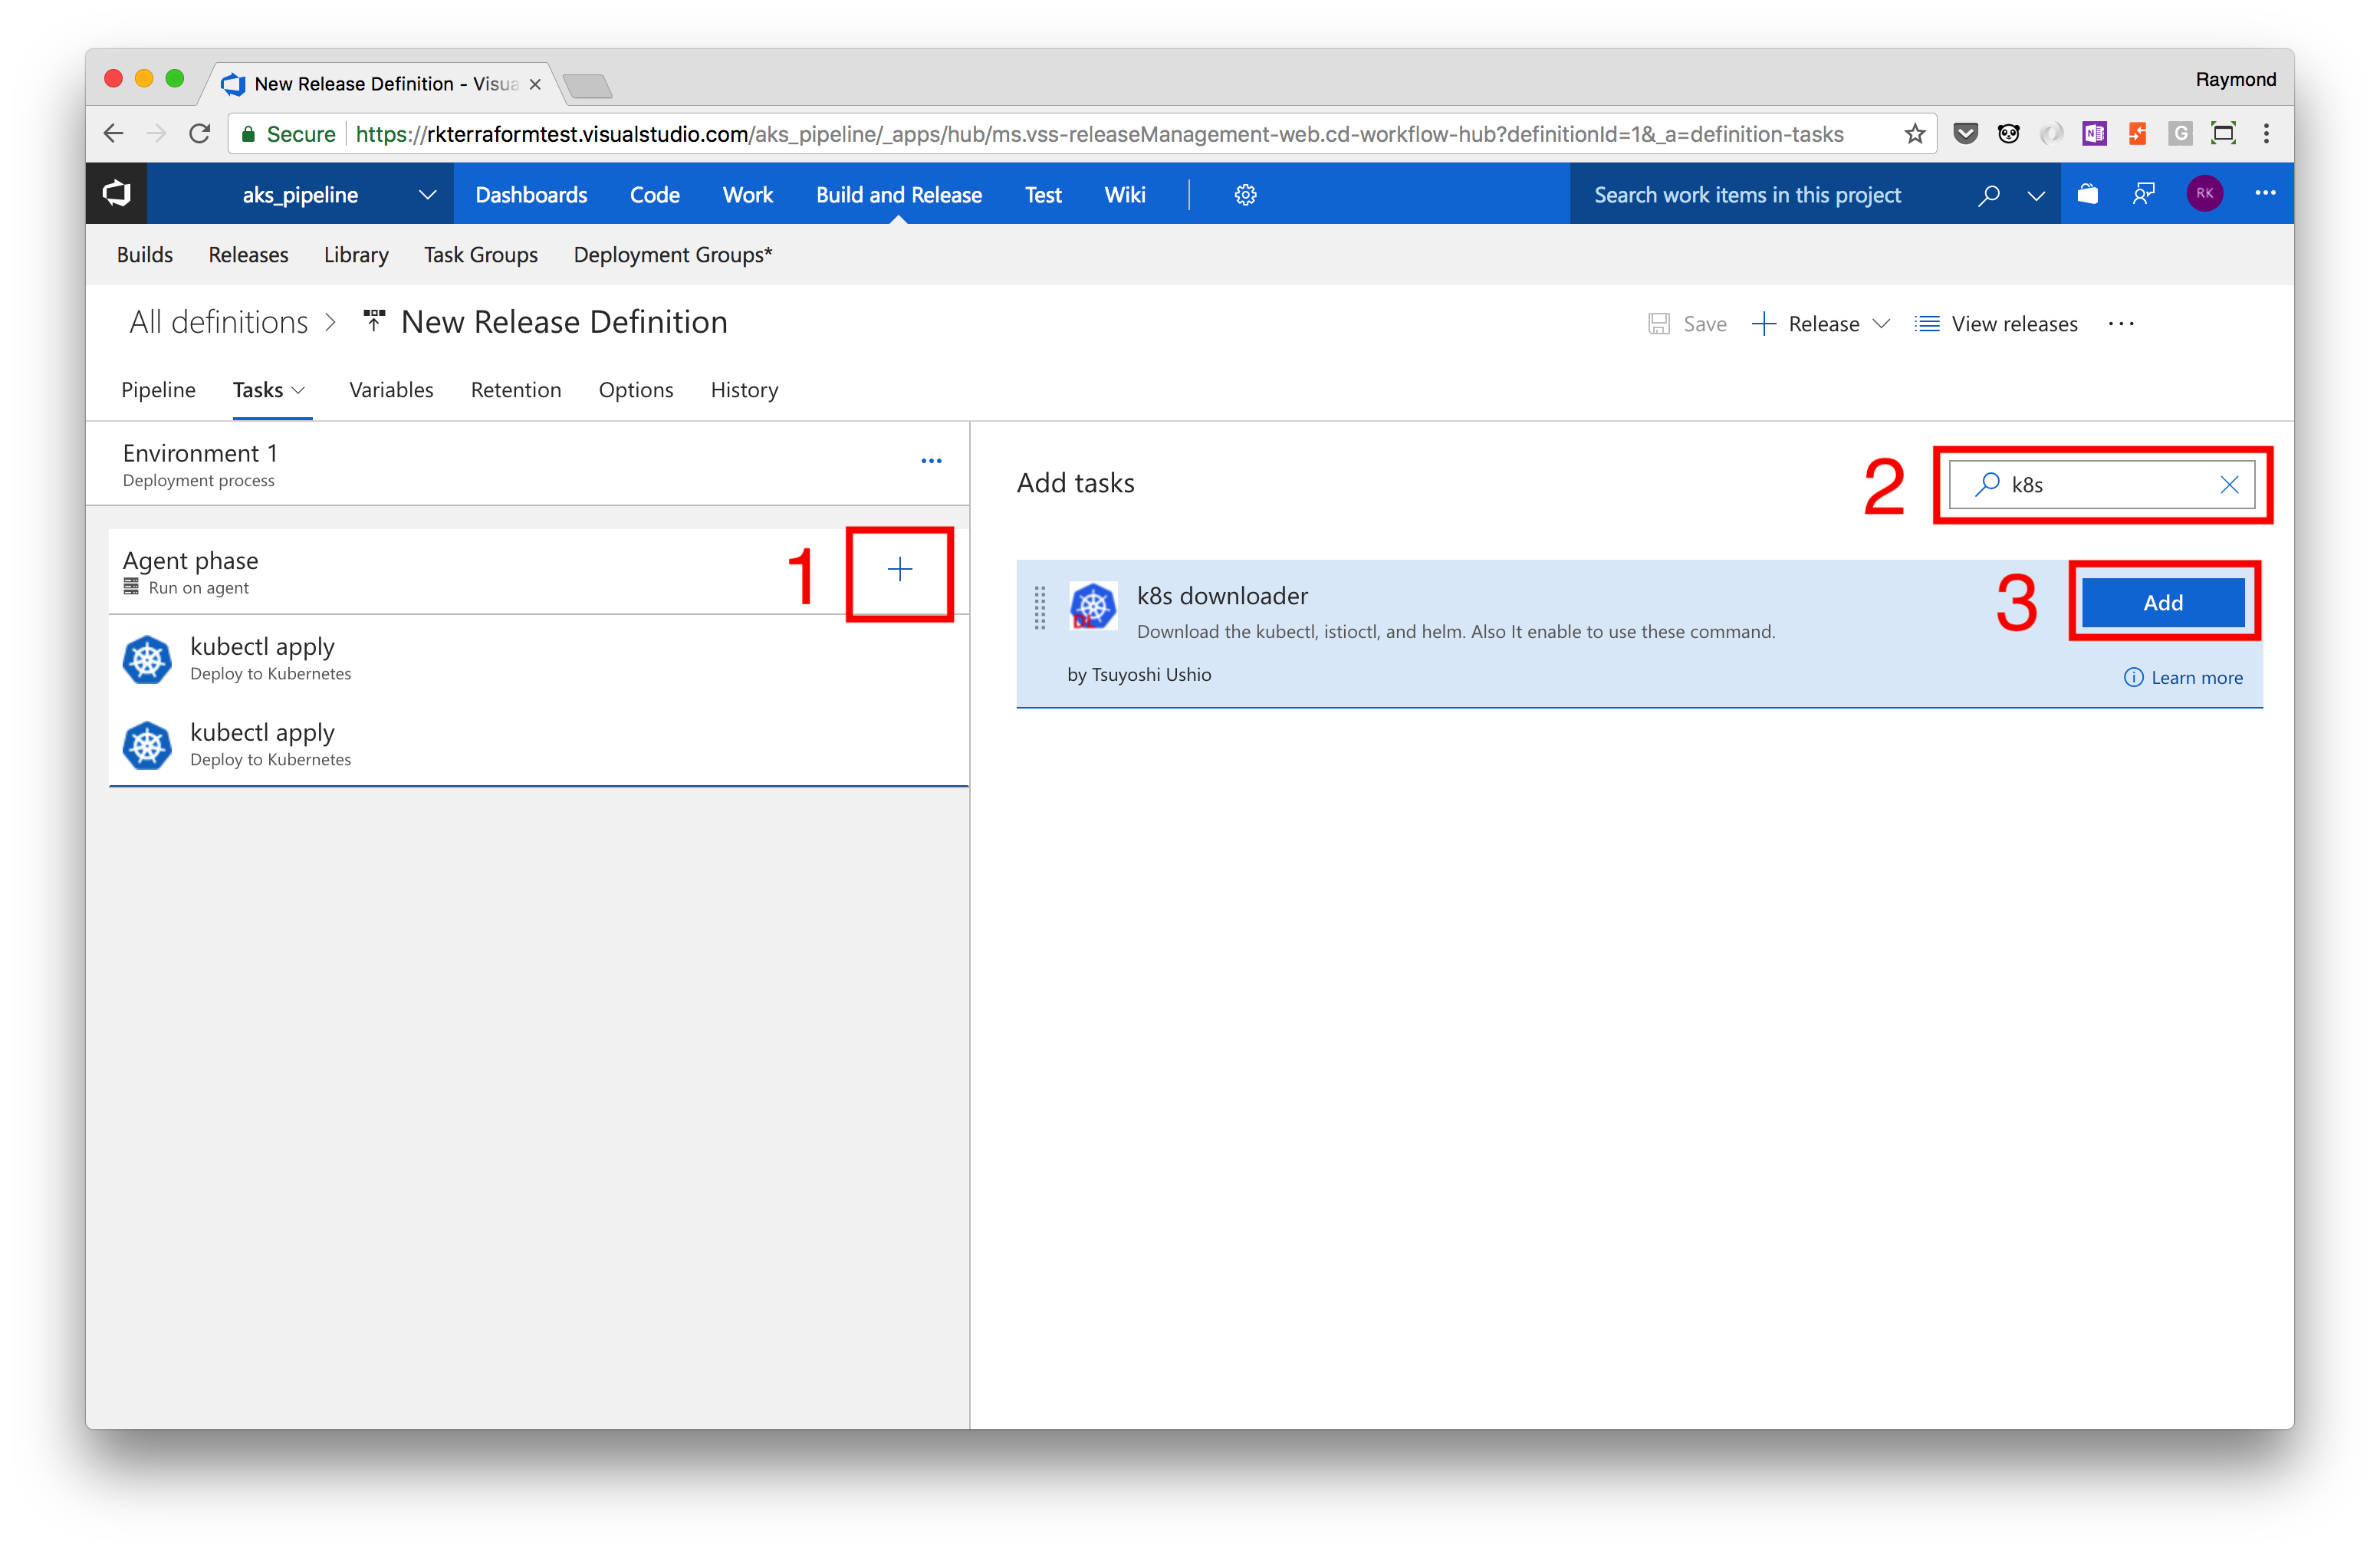 New Release Definition - Visua
Raymond
Secure https://rkterraformtest.visualstudio.com/aks_pipeline/_apps/hub/ms.vss-releaseManagement-web.cd-workflow-hub?definitionId=1&_a=definition-tasks
N
G
aks_pipeline Dashboards Code Work Build and Release Test Wiki Search work items in this project RK
Builds Releases Library Task Groups Deployment Groups*
All definitions > New Release Definition Save + Release View releases ...
Pipeline Tasks Variables Retention Options History
Environment 1
Deployment process
Add tasks
2
k8s
Agent phase
Run on agent
1
+
k8s downloader
DL
Download the kubectl, istioctl, and helm. Also It enable to use these command.
by Tsuyoshi Ushio
3
Add
Learn more
kubectl apply
Deploy to Kubernetes
kubectl apply
Deploy to Kubernetes